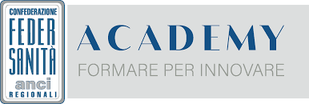 CONFEDERAZIONE
FEDER
SANITÀ
anci
REGIONALI
ACADEMY
FORMARE PER INNOVARE